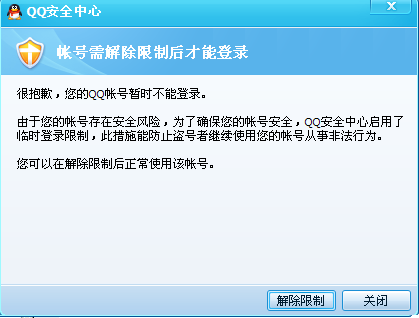 QQ安全中心
帐号需解除限制后才能登录
很抱歉，您的QQ帐号暂时不能登录。
由于您的帐号存在安全风险，为了确保您的帐号安全，QQ安全中心启用了
临时登录限制，此措施能防止盗号者继续使用您的帐号从事非法行为。
您可以在解除限制后正常使用该帐号。
解除限制 关闭